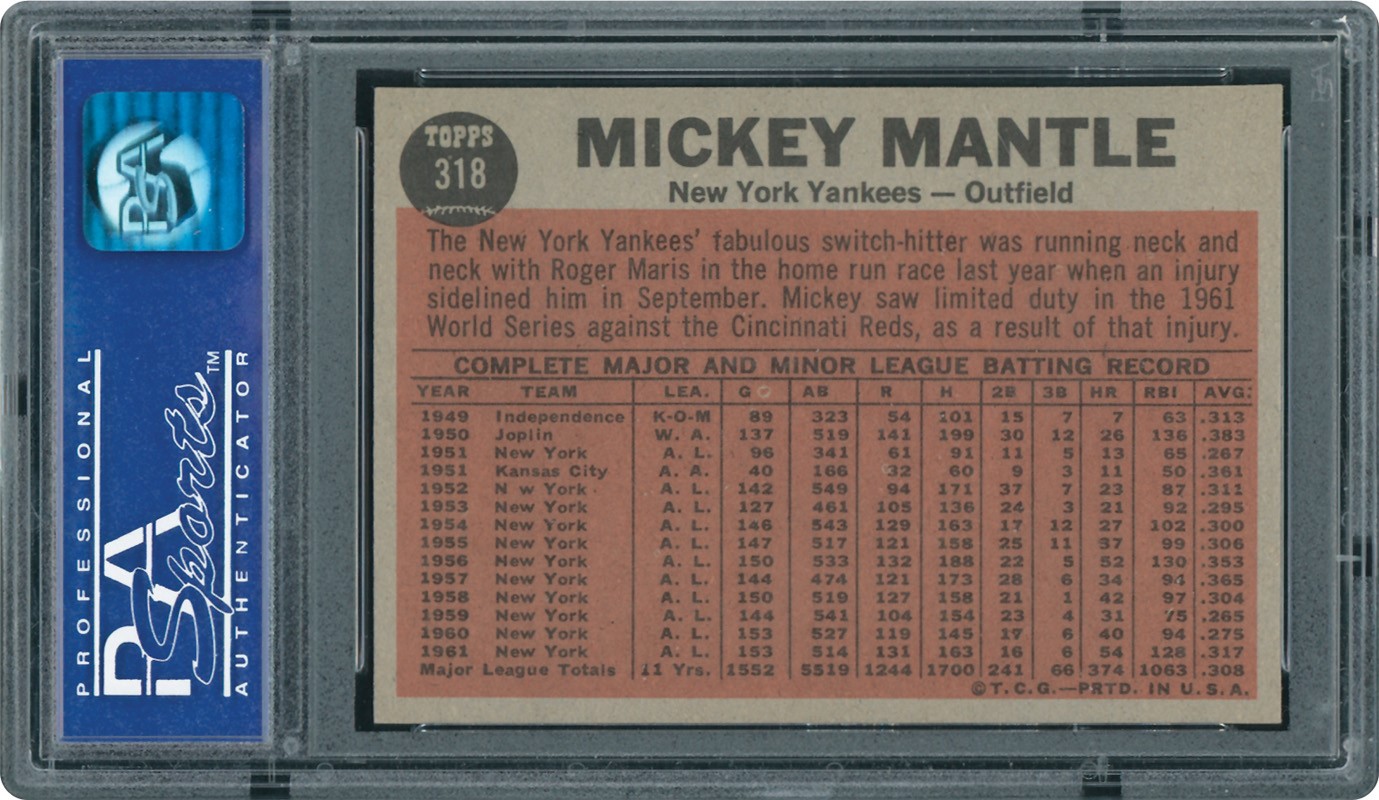 PSA
PROFESSIONAL
PSA Sports™
AUTHENTICATOR
TOPPS
318
MICKEY MANTLE
New York Yankees — Outfield
The New York Yankees' fabulous switch-hitter was running neck and
neck with Roger Maris in the home run race last year when an injury
sidelined him in September. Mickey saw limited duty in the 1961
World Series against the Cincinnati Reds, as a result of that injury.
COMPLETE MAJOR AND MINOR LEAGUE BATTING RECORD
YEAR TEAM LEA. G AB R H 2B 3B HR RBI AVG.
1949 Independence K-O-M 89 323 54 101 15 7 7 63 .313
1950 Joplin W. A. 137 519 141 199 30 12 26 136 .383
1951 New York A. L. 96 341 61 91 11 5 13 65 .267
1951 Kansas City A. A. 40 166 32 60 9 3 11 50 .361
1952 N w York A. L. 142 549 94 171 37 7 23 87 .311
1953 New York A. L. 127 461 105 136 24 3 21 92 .295
1954 New York A. L. 146 543 129 163 17 12 27 102 .300
1955 New York A. L. 147 517 121 158 25 11 37 99 .306
1956 New York A. L. 150 533 132 188 22 5 52 130 .353
1957 New York A. L. 144 474 121 173 28 6 34 94 .365
1958 New York A. L. 150 519 127 158 21 1 42 97 .304
1959 New York A. L. 144 541 104 154 23 4 31 75 .265
1960 New York A. L. 153 527 119 145 17 6 40 94 .275
1961 New York A. L. 153 514 131 163 16 6 54 128 .317
Major League Totals 11 Yrs. 1552 5519 1244 1700 241 66 374 1063 .308
©T.C.G.—PRTD. IN U.S.A.